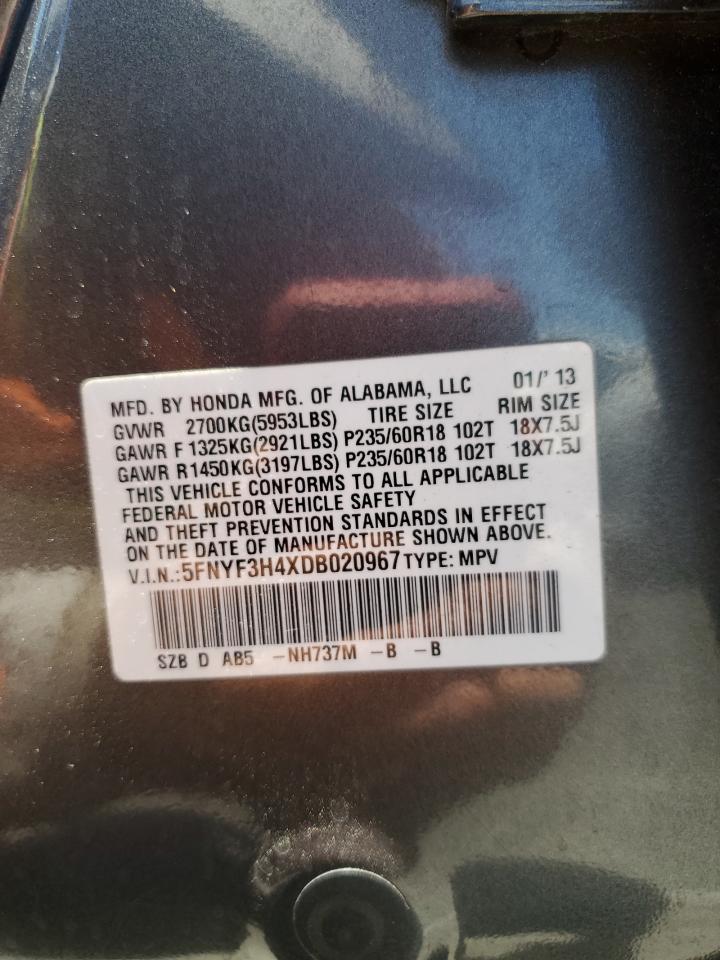 MFD. BY HONDA MFG. OF ALABAMA, LLC 01/' 13
GVWR 2700KG(5953LBS) TIRE SIZE RIM SIZE
GAWR F 1325KG(2921LBS) P235/60R18 102T 18X7.5J
GAWR R1450KG(3197LBS) P235/60R18 102T 18X7.5J
THIS VEHICLE CONFORMS TO ALL APPLICABLE
FEDERAL MOTOR VEHICLE SAFETY
AND THEFT PREVENTION STANDARDS IN EFFECT
ON THE DATE OF MANUFACTURE SHOWN ABOVE.
V.I.N.:5FNYF3H4XDB020967 TYPE: MPV
SZB D AB5 -NH737M -B -B